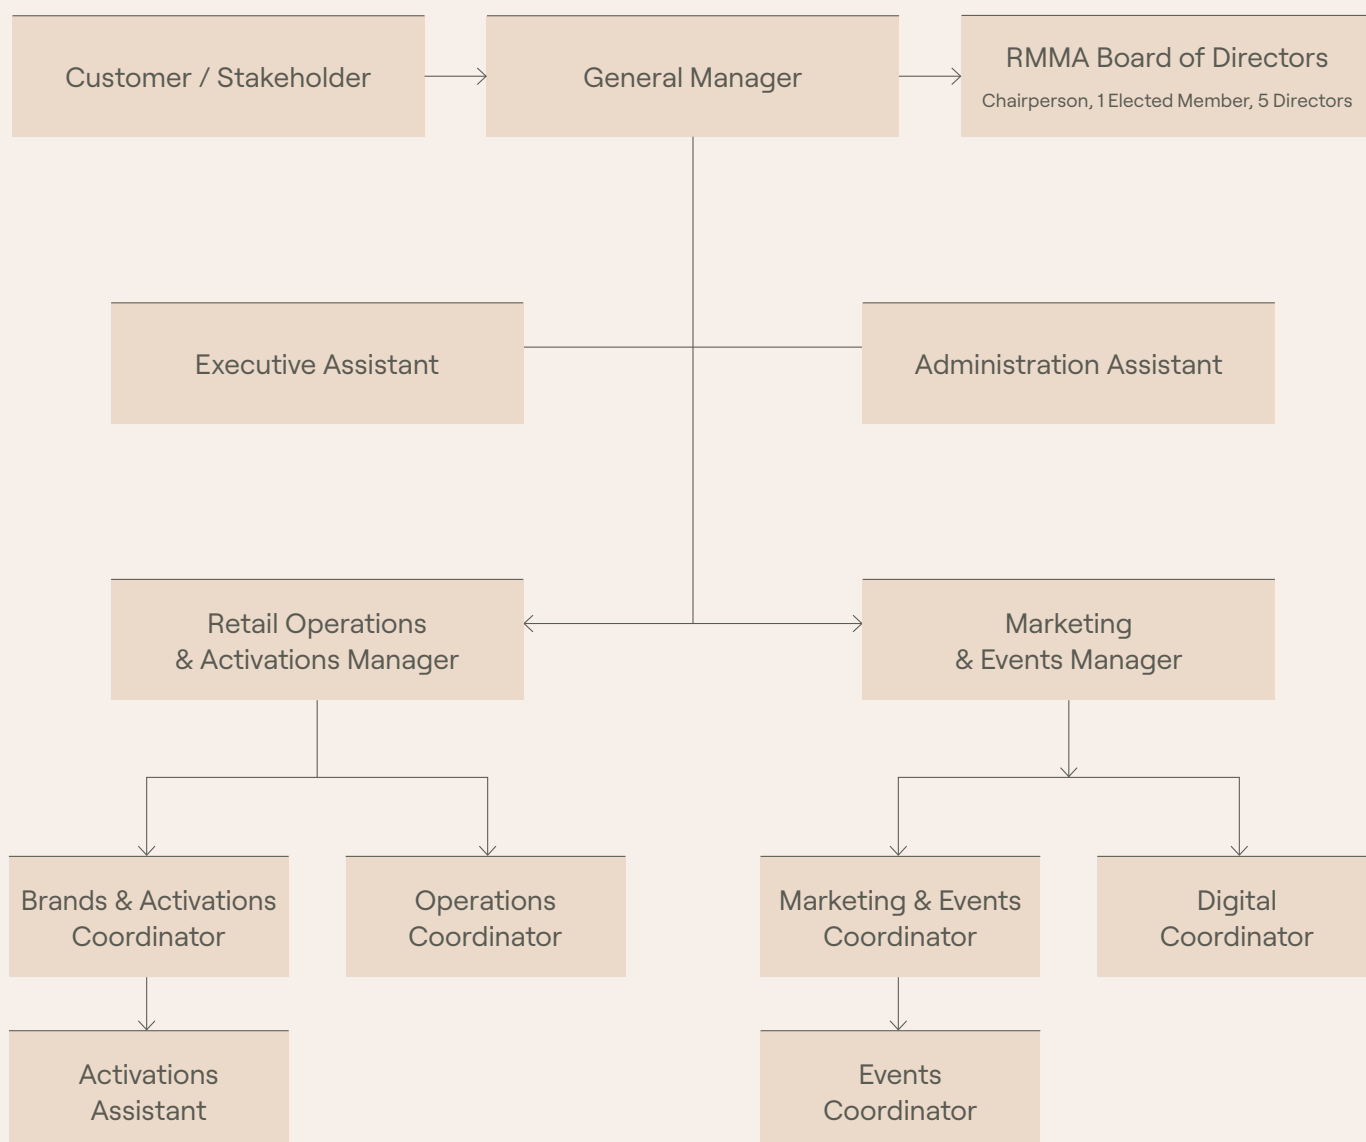 Customer / Stakeholder
General Manager
RMMA Board of Directors
Chairperson, 1 Elected Member, 5 Directors
Executive Assistant
Administration Assistant
Retail Operations
& Activations Manager
Marketing
& Events Manager
Brands & Activations
Coordinator
Operations
Coordinator
Marketing & Events
Coordinator
Digital
Coordinator
Activations
Assistant
Events
Coordinator